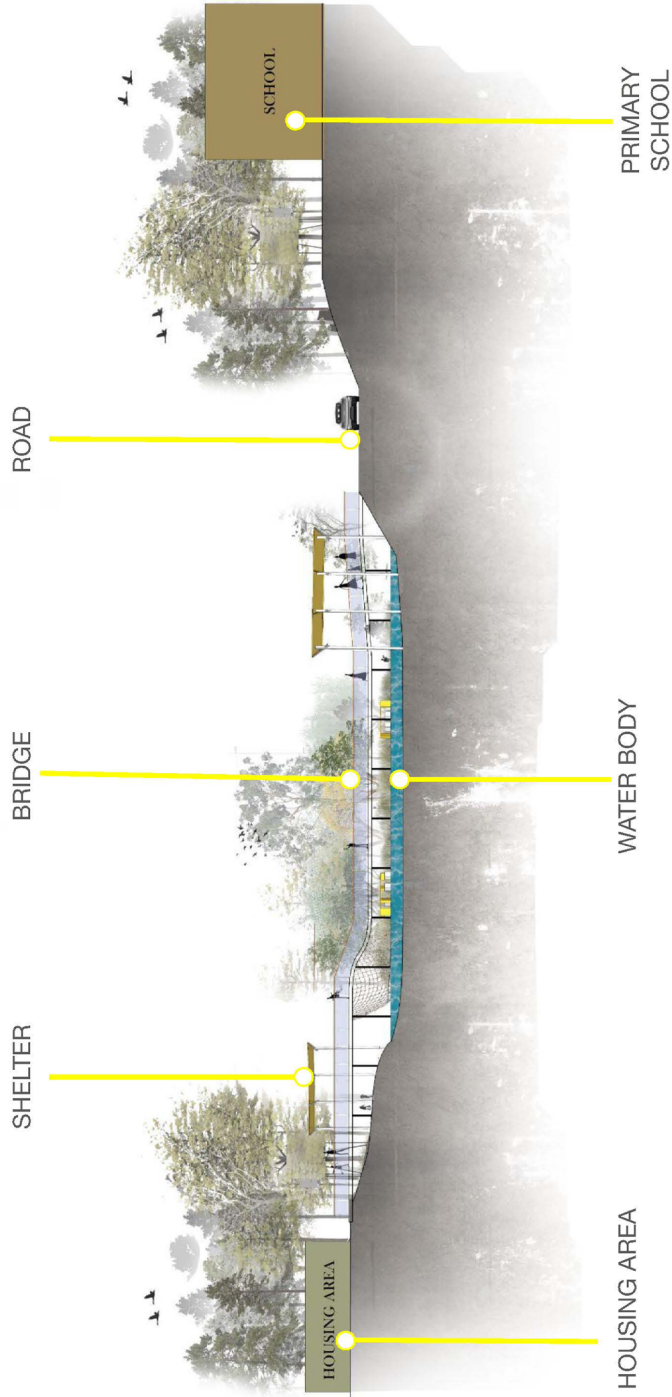 SHELTER
BRIDGE
ROAD
HOUSING AREA
SCHOOL
HOUSING AREA
WATER BODY
PRIMARY
SCHOOL